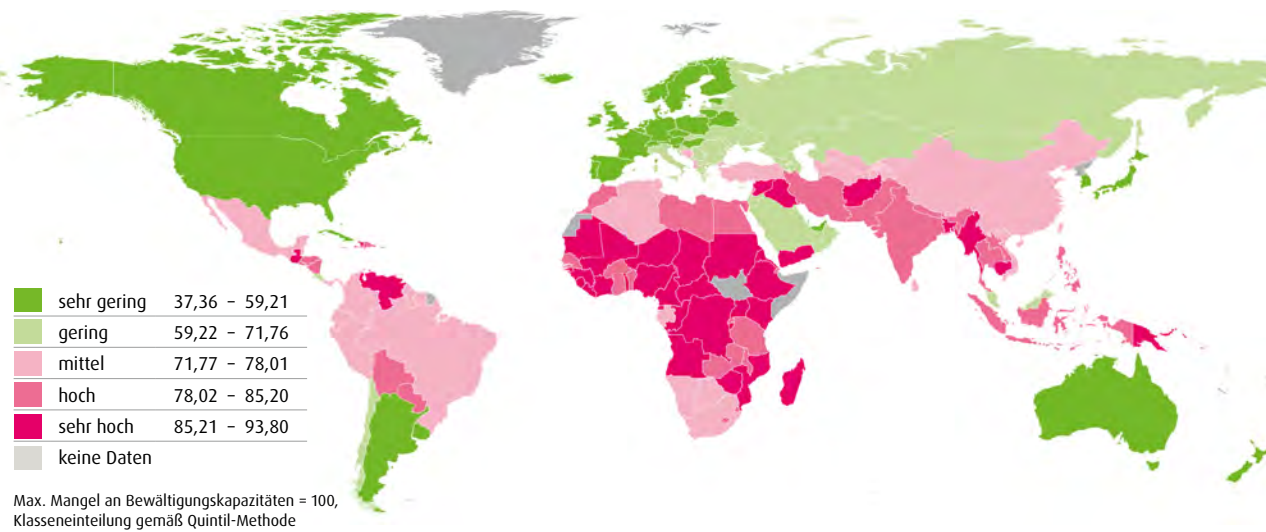 sehr gering 37,36 – 59,21
gering 59,22 – 71,76
mittel 71,77 – 78,01
hoch 78,02 – 85,20
sehr hoch 85,21 – 93,80
keine Daten
Max. Mangel an Bewältigungskapazitäten = 100,
Klasseneinteilung gemäß Quintil-Methode